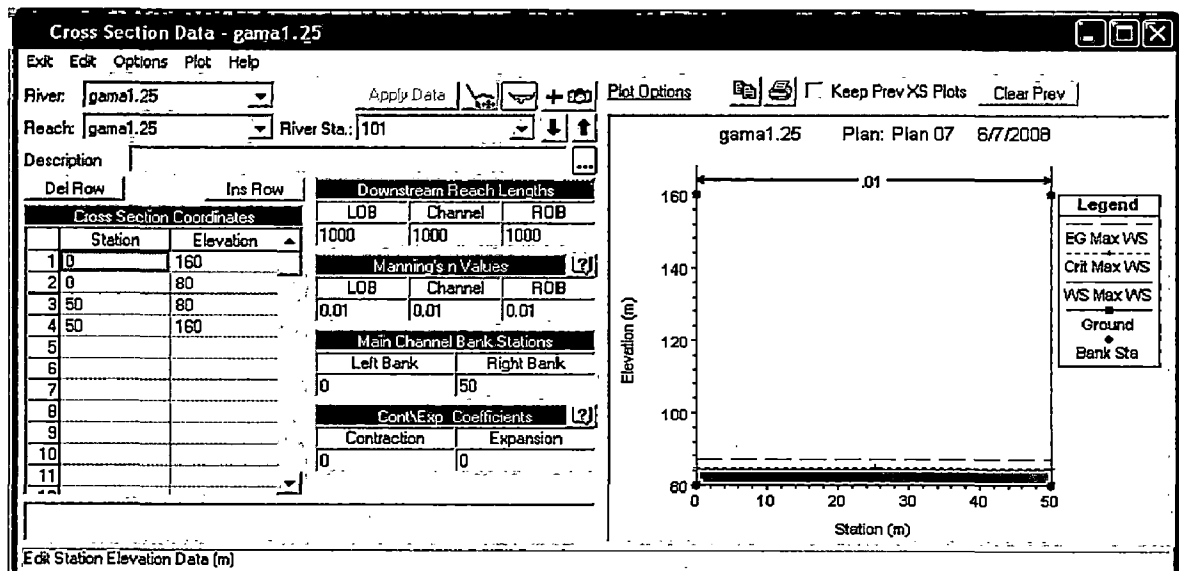 Cross Section Data - gama1.25
Exit Edit Options Plot Help
River: gama1.25 Apply Data Plot Options Keep Prev XS Plots Clear Prev
Reach: gama1.25 River Sta.: 101
Description ...
Del Row Ins Row
Cross Section Coordinates
Station Elevation
1 0 160
2 0 80
3 50 80
4 50 160
5
6
7
8
9
10
11
Downstream Reach Lengths
LOB Channel ROB
1000 1000 1000
Manning's n Values ?
LOB Channel ROB
0.01 0.01 0.01
Main Channel Bank Stations
Left Bank Right Bank
0 50
Cont\Exp Coefficients ?
Contraction Expansion
0 0
Edit Station Elevation Data (m)
gama1.25 Plan: Plan 07 6/7/2008
.01
160
140
120
100
80
Elevation (m)
0 10 20 30 40 50
Station (m)
Legend
EG Max WS
Crit Max WS
WS Max WS
Ground
Bank Sta